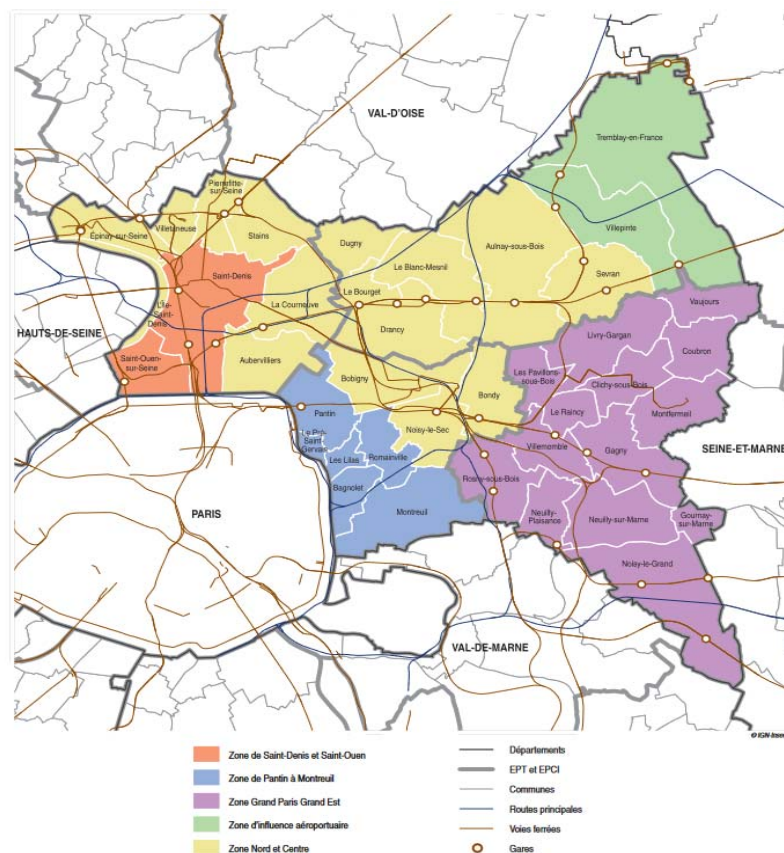 VAL-D'OISE
Tremblay-en-France
Pierrefitte-
sur-Seine
Villetaneuse
Épinay-sur-Seine
Stains
Dugny
Aulnay-sous-Bois
Villepinte
Le Blanc-Mesnil
Saint-Denis
Sevran
Le Bourget
La Courneuve
L'Île-
Saint-
Denis
Vaujours
HAUTS-DE-SEINE
Drancy
Livry-Gargan
Coubron
Saint-Ouen-
sur-Seine
Aubervilliers
Les Pavillons-
sous-Bois
Bobigny
Bondy
Clichy-sous-Bois
Pantin
Le Raincy
Montfermeil
Noisy-le-Sec
Le Pré-
Saint-
Gervais
Villemomble
Gagny
SEINE-ET-MARNE
Les Lilas
Romainville
Rosny-sous-Bois
Bagnolet
PARIS
Montreuil
Neuilly-
Plaisance
Neuilly-sur-Marne
Gournay-
sur-Marne
Noisy-le-Grand
VAL-DE-MARNE
© IGN-Insee
Zone de Saint-Denis et Saint-Ouen
Zone de Pantin à Montreuil
Zone Grand Paris Grand Est
Zone d'influence aéroportuaire
Zone Nord et Centre
Départements
EPT et EPCI
Communes
Routes principales
Voies ferrées
Gares